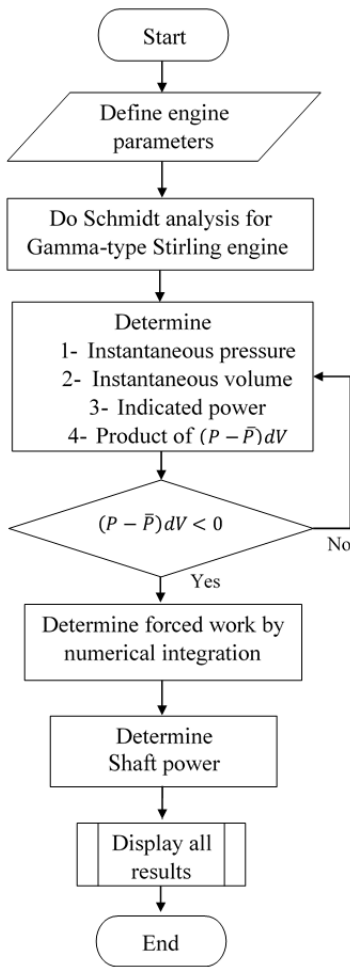 Start
Define engine
parameters
Do Schmidt analysis for
Gamma-type Stirling engine
Determine
1- Instantaneous pressure
2- Instantaneous volume
3- Indicated power
4- Product of (P − P̄)dV
(P − P̄)dV < 0
No
Yes
Determine forced work by
numerical integration
Determine
Shaft power
Display all
results
End